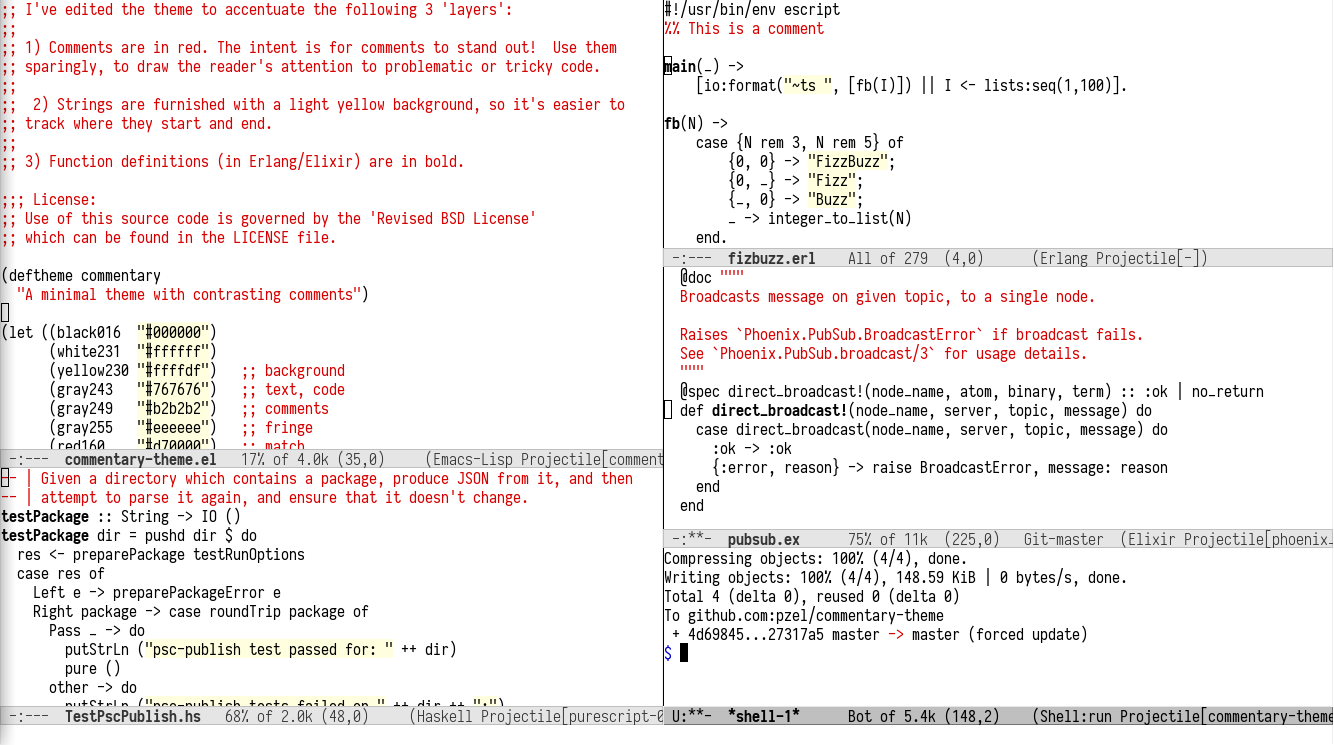 ;; I've edited the theme to accentuate the following 3 'layers':
;;
;; 1) Comments are in red. The intent is for comments to stand out!  Use them
;; sparingly, to draw the reader's attention to problematic or tricky code.
;;
;;  2) Strings are furnished with a light yellow background, so it's easier to
;; track where they start and end.
;;
;; 3) Function definitions (in Erlang/Elixir) are in bold.

;;; License:
;; Use of this source code is governed by the 'Revised BSD License'
;; which can be found in the LICENSE file.

(deftheme commentary
  "A minimal theme with contrasting comments")

(let ((black016  "#000000")
      (white231  "#ffffff")
      (yellow230 "#ffffdf")   ;; background
      (gray243   "#767676")   ;; text, code
      (gray249   "#b2b2b2")   ;; comments
      (gray255   "#eeeeee")   ;; fringe
      (red160    "#d70000")   ;; match
-:---  commentary-theme.el   17% of 4.0k (35,0)     (Emacs-Lisp Projectile[comment
-- | Given a directory which contains a package, produce JSON from it, and then
-- | attempt to parse it again, and ensure that it doesn't change.
testPackage :: String -> IO ()
testPackage dir = pushd dir $ do
  res <- preparePackage testRunOptions
  case res of
    Left e -> preparePackageError e
    Right package -> case roundTrip package of
      Pass _ -> do
        putStrLn ("psc-publish test passed for: " ++ dir)
        pure ()
      other -> do
        putStrLn ("psc-publish tests failed on " ++ dir ++ ":")
-:---  TestPscPublish.hs   68% of 2.0k (48,0)     (Haskell Projectile[purescript-0
#!/usr/bin/env escript
%% This is a comment

main(_) ->
    [io:format("~ts ", [fb(I)]) || I <- lists:seq(1,100)].

fb(N) ->
    case {N rem 3, N rem 5} of
        {0, 0} -> "FizzBuzz";
        {0, _} -> "Fizz";
        {_, 0} -> "Buzz";
        _ -> integer_to_list(N)
    end.
-:---  fizbuzz.erl    All of 279  (4,0)      (Erlang Projectile[-])
  @doc """
  Broadcasts message on given topic, to a single node.

  Raises `Phoenix.PubSub.BroadcastError` if broadcast fails.
  See `Phoenix.PubSub.broadcast/3` for usage details.
  """
  @spec direct_broadcast!(node_name, atom, binary, term) :: :ok | no_return
  def direct_broadcast!(node_name, server, topic, message) do
    case direct_broadcast(node_name, server, topic, message) do
      :ok -> :ok
      {:error, reason} -> raise BroadcastError, message: reason
    end
  end
-:**-  pubsub.ex      75% of 11k  (225,0)   Git-master  (Elixir Projectile[phoenix_
Compressing objects: 100% (4/4), done.
Writing objects: 100% (4/4), 148.59 KiB | 0 bytes/s, done.
Total 4 (delta 0), reused 0 (delta 0)
To github.com:pzel/commentary-theme
 + 4d69845...27317a5 master -> master (forced update)
$
U:**-  *shell-1*      Bot of 5.4k (148,2)    (Shell:run Projectile[commentary-theme